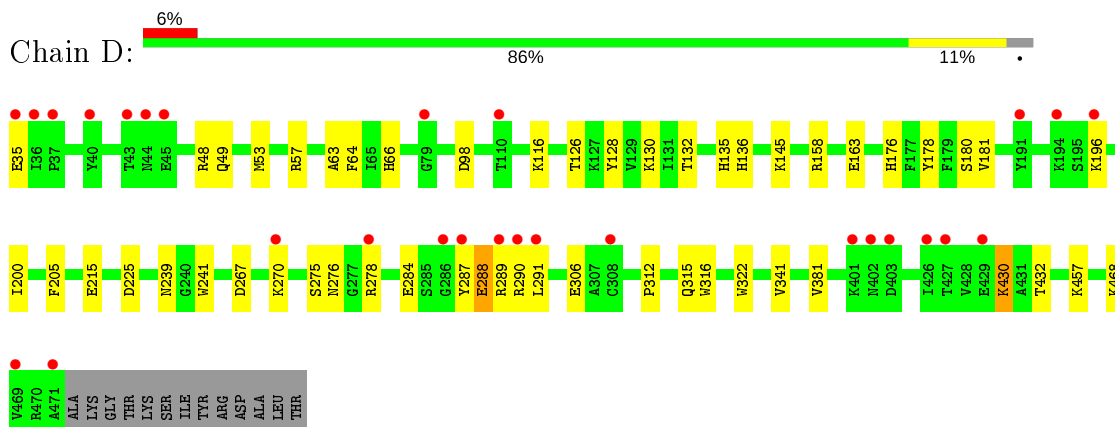 6%
Chain D:
86% 11% •
E35 I36 P37 Y40 T43 N44 E45 R48 Q49 M53 R57 A63 F64 I65 H66 G79 D98 T110 K116 T126 K127 Y128 V129 K130 I131 T132 H135 H136 K145 R158 E163 H176 F177 Y178 F179 S180 V181 Y191 K194 S195 K196
I200 F205 E215 D225 N239 G240 W241 D267 K270 S275 N276 G277 R278 E284 S285 G286 Y287 E288 R289 R290 L291 E306 A307 C308 P312 Q315 W316 W322 V341 V381 K401 N402 D403 I426 T427 V428 E429 K430 A431 T432 K457 K468
V469 R470 A471 ALA LYS GLY THR LYS SER ILE TYR ARG ASP ALA LEU THR